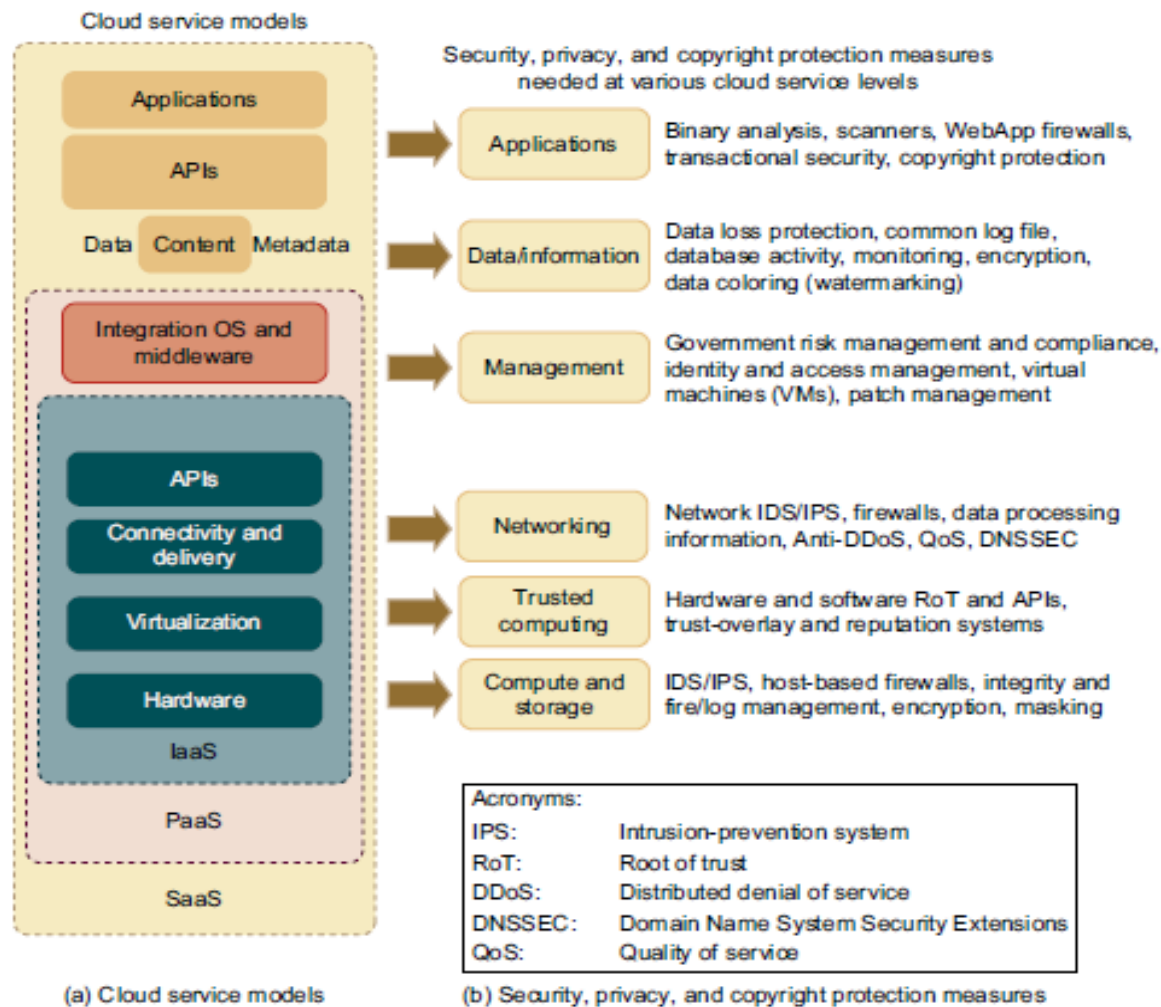 Cloud service models
Applications
APIs
Data Content Metadata
Integration OS and
middleware
APIs
Connectivity and
delivery
Virtualization
Hardware
IaaS
PaaS
SaaS
(a) Cloud service models
Security, privacy, and copyright protection measures
needed at various cloud service levels
Applications
Binary analysis, scanners, WebApp firewalls,
transactional security, copyright protection
Data/information
Data loss protection, common log file,
database activity, monitoring, encryption,
data coloring (watermarking)
Management
Government risk management and compliance,
identity and access management, virtual
machines (VMs), patch management
Networking
Network IDS/IPS, firewalls, data processing
information, Anti-DDoS, QoS, DNSSEC
Trusted
computing
Hardware and software RoT and APIs,
trust-overlay and reputation systems
Compute and
storage
IDS/IPS, host-based firewalls, integrity and
fire/log management, encryption, masking
Acronyms:
IPS: Intrusion-prevention system
RoT: Root of trust
DDoS: Distributed denial of service
DNSSEC: Domain Name System Security Extensions
QoS: Quality of service
(b) Security, privacy, and copyright protection measures